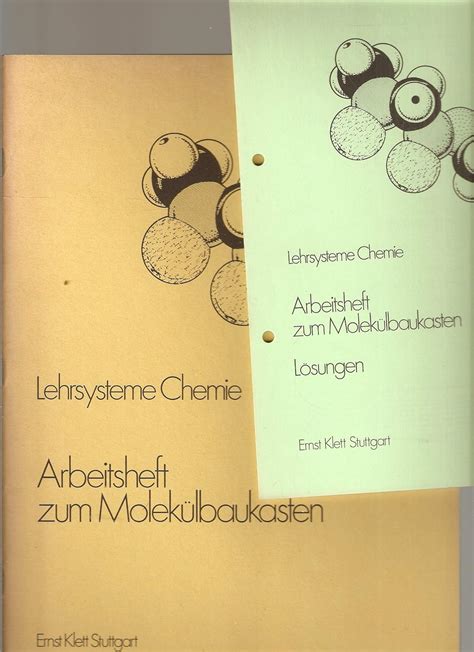 Lehrsysteme Chemie
Arbeitsheft
zum Molekülbaukasten
Ernst Klett Stuttgart
Lehrsysteme Chemie
Arbeitsheft
zum Molekülbaukasten
Lösungen
Ernst Klett Stuttgart